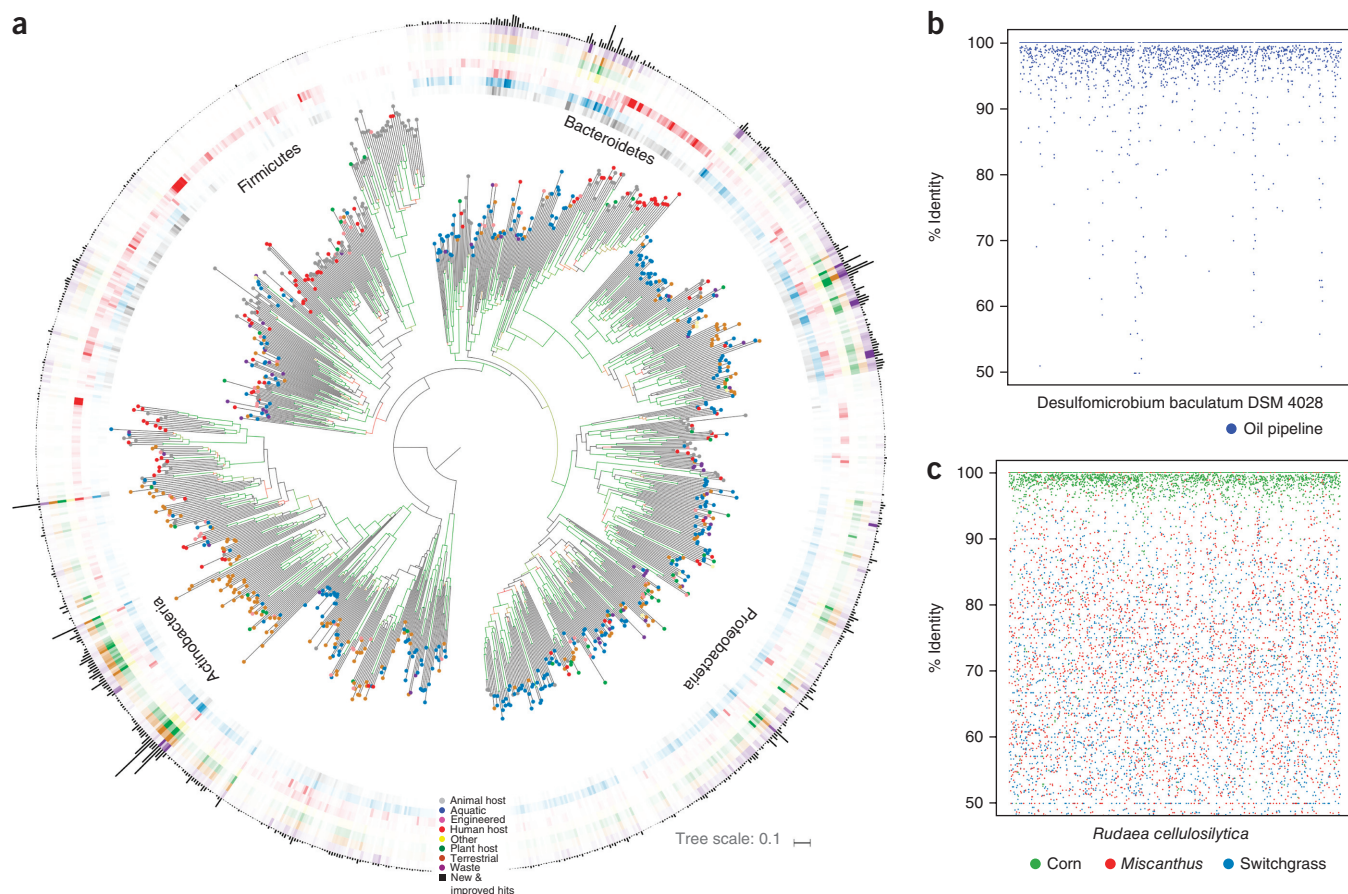 a
Firmicutes
Bacteroidetes
Actinobacteria
Proteobacteria
Animal host
Aquatic
Engineered
Human host
Other
Plant host
Terrestrial
Waste
New &
improved hits
Tree scale: 0.1
b
% Identity
100
90
80
70
60
50
Desulfomicrobium baculatum DSM 4028
Oil pipeline
c
% Identity
100
90
80
70
60
50
Rudaea cellulosilytica
Corn Miscanthus Switchgrass